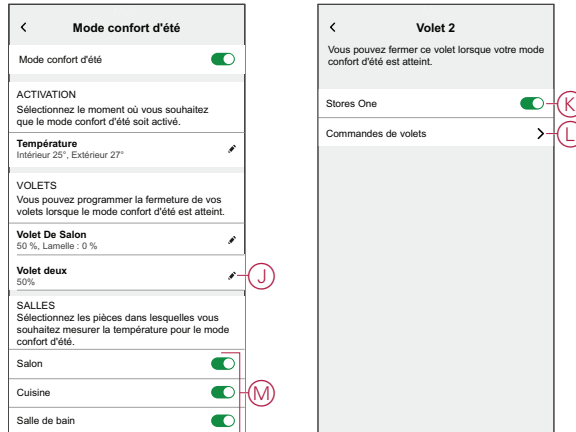 Mode confort d'été
Mode confort d'été
ACTIVATION
Sélectionnez le moment où vous souhaitez
que le mode confort d'été soit activé.
Température
Intérieur 25°, Extérieur 27°
VOLETS
Vous pouvez programmer la fermeture de vos
volets lorsque le mode confort d'été est atteint.
Volet De Salon
50 %, Lamelle : 0 %
Volet deux
50%
J
SALLES
Sélectionnez les pièces dans lesquelles vous
souhaitez mesurer la température pour le mode
confort d'été.
Salon
Cuisine
M
Salle de bain
Volet 2
Vous pouvez fermer ce volet lorsque votre mode
confort d'été est atteint.
Stores One
K
Commandes de volets
L